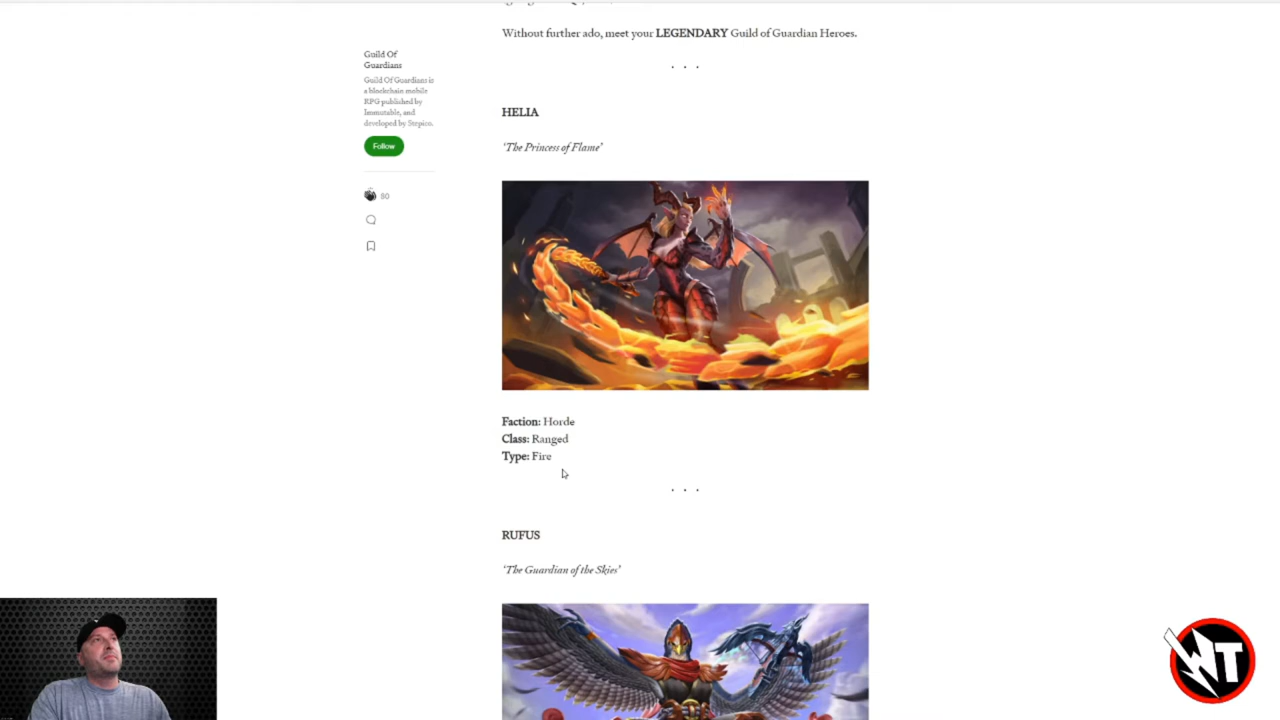 Without further ado, meet your LEGENDARY Guild of Guardian Heroes.
Guild Of
Guardians
Guild Of Guardians is
a blockchain mobile
RPG published by
Immutable, and
developed by Stepico.
Follow
80
. . .
HELIA
‘The Princess of Flame’
Faction: Horde
Class: Ranged
Type: Fire
. . .
RUFUS
‘The Guardian of the Skies’
WT